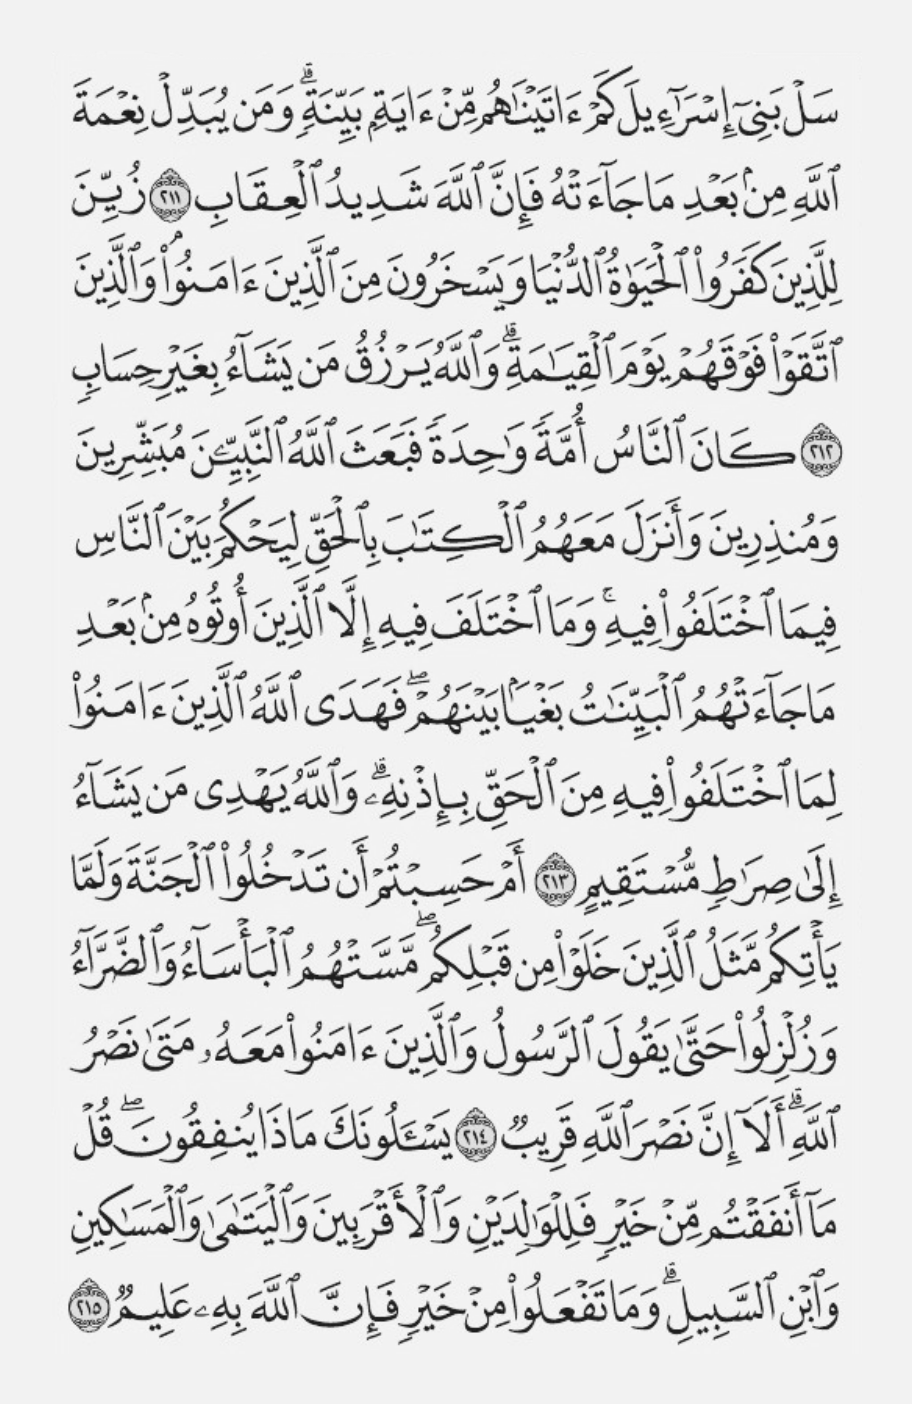 سَلْ بَنِىٓ إِسْرَٰٓءِيلَ كَمْ ءَاتَيْنَٰهُم مِّنْ ءَايَةٍۭ بَيِّنَةٍۢ ۗ وَمَن يُبَدِّلْ نِعْمَةَ
ٱللَّهِ مِنۢ بَعْدِ مَا جَآءَتْهُ فَإِنَّ ٱللَّهَ شَدِيدُ ٱلْعِقَابِ ٢١١ زُيِّنَ
لِلَّذِينَ كَفَرُوا۟ ٱلْحَيَوٰةُ ٱلدُّنْيَا وَيَسْخَرُونَ مِنَ ٱلَّذِينَ ءَامَنُوا۟ ۘ وَٱلَّذِينَ
ٱتَّقَوْا۟ فَوْقَهُمْ يَوْمَ ٱلْقِيَٰمَةِ ۗ وَٱللَّهُ يَرْزُقُ مَن يَشَآءُ بِغَيْرِ حِسَابٍ
٢١٢ كَانَ ٱلنَّاسُ أُمَّةً وَٰحِدَةً فَبَعَثَ ٱللَّهُ ٱلنَّبِيِّۦنَ مُبَشِّرِينَ
وَمُنذِرِينَ وَأَنزَلَ مَعَهُمُ ٱلْكِتَٰبَ بِٱلْحَقِّ لِيَحْكُمَ بَيْنَ ٱلنَّاسِ
فِيمَا ٱخْتَلَفُوا۟ فِيهِ ۚ وَمَا ٱخْتَلَفَ فِيهِ إِلَّا ٱلَّذِينَ أُوتُوهُ مِنۢ بَعْدِ
مَا جَآءَتْهُمُ ٱلْبَيِّنَٰتُ بَغْيَۢا بَيْنَهُمْ ۖ فَهَدَى ٱللَّهُ ٱلَّذِينَ ءَامَنُوا۟
لِمَا ٱخْتَلَفُوا۟ فِيهِ مِنَ ٱلْحَقِّ بِإِذْنِهِۦ ۗ وَٱللَّهُ يَهْدِى مَن يَشَآءُ
إِلَىٰ صِرَٰطٍ مُّسْتَقِيمٍ ٢١٣ أَمْ حَسِبْتُمْ أَن تَدْخُلُوا۟ ٱلْجَنَّةَ وَلَمَّا
يَأْتِكُم مَّثَلُ ٱلَّذِينَ خَلَوْا۟ مِن قَبْلِكُم ۖ مَّسَّتْهُمُ ٱلْبَأْسَآءُ وَٱلضَّرَّآءُ
وَزُلْزِلُوا۟ حَتَّىٰ يَقُولَ ٱلرَّسُولُ وَٱلَّذِينَ ءَامَنُوا۟ مَعَهُۥ مَتَىٰ نَصْرُ
ٱللَّهِ ۗ أَلَآ إِنَّ نَصْرَ ٱللَّهِ قَرِيبٌ ٢١٤ يَسْـَٔلُونَكَ مَاذَا يُنفِقُونَ ۖ قُلْ
مَآ أَنفَقْتُم مِّنْ خَيْرٍ فَلِلْوَٰلِدَيْنِ وَٱلْأَقْرَبِينَ وَٱلْيَتَٰمَىٰ وَٱلْمَسَٰكِينِ
وَٱبْنِ ٱلسَّبِيلِ ۗ وَمَا تَفْعَلُوا۟ مِنْ خَيْرٍ فَإِنَّ ٱللَّهَ بِهِۦ عَلِيمٌ ٢١٥